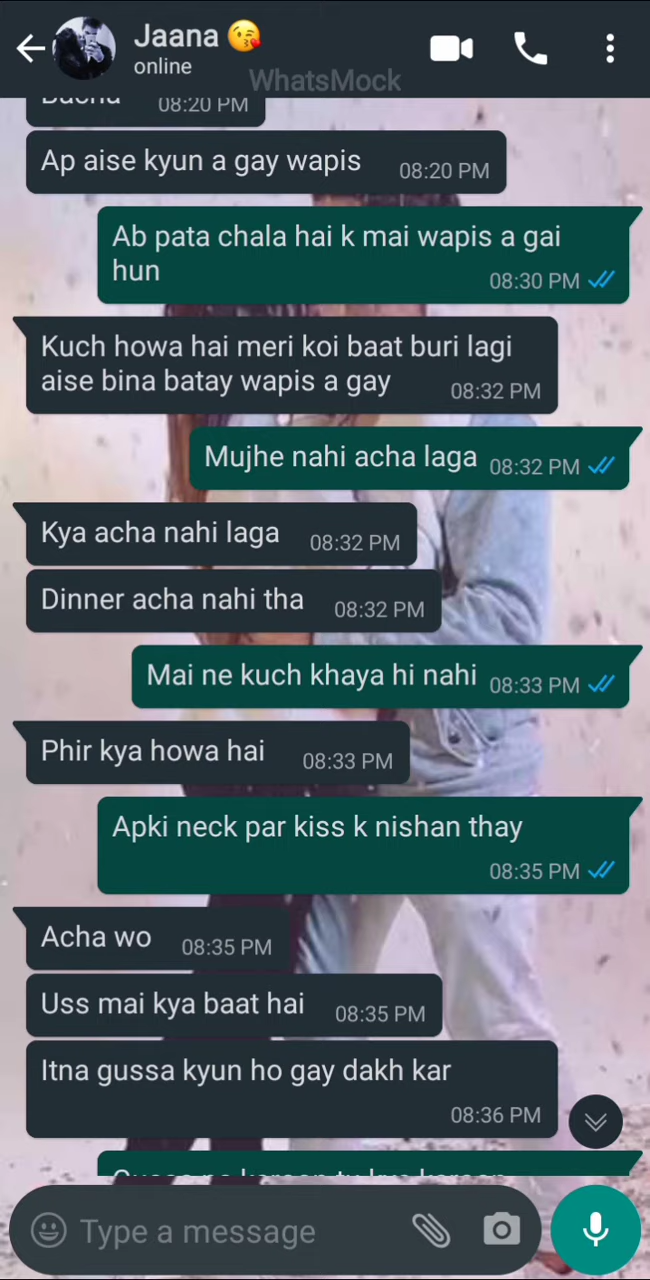 Jaana
online
WhatsMock
08:20 PM
Ap aise kyun a gay wapis 08:20 PM
Ab pata chala hai k mai wapis a gai
hun 08:30 PM
Kuch howa hai meri koi baat buri lagi
aise bina batay wapis a gay 08:32 PM
Mujhe nahi acha laga 08:32 PM
Kya acha nahi laga 08:32 PM
Dinner acha nahi tha 08:32 PM
Mai ne kuch khaya hi nahi 08:33 PM
Phir kya howa hai 08:33 PM
Apki neck par kiss k nishan thay
08:35 PM
Acha wo 08:35 PM
Uss mai kya baat hai 08:35 PM
Itna gussa kyun ho gay dakh kar
08:36 PM
Type a message